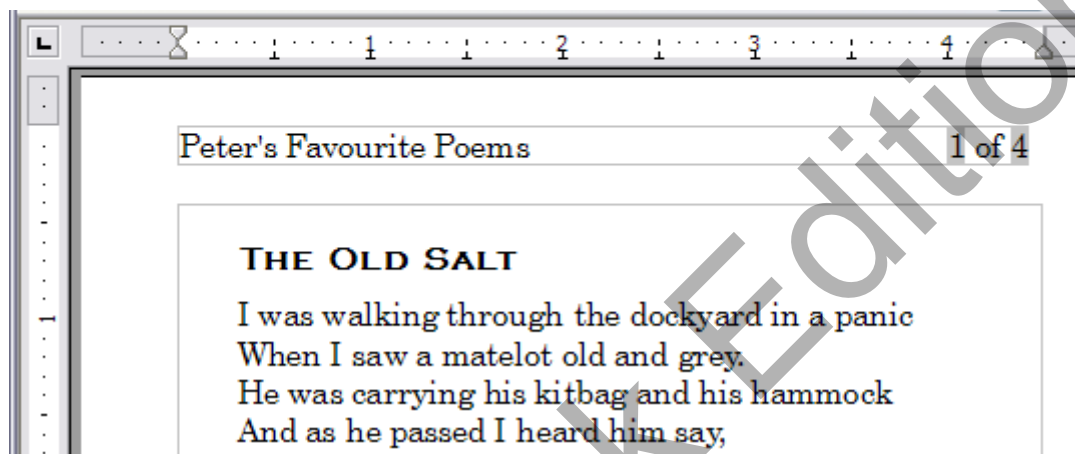 1 2 3 4
Peter's Favourite Poems 1 of 4
THE OLD SALT
1
I was walking through the dockyard in a panic
When I saw a matelot old and grey.
He was carrying his kitbag and his hammock
And as he passed I heard him say,